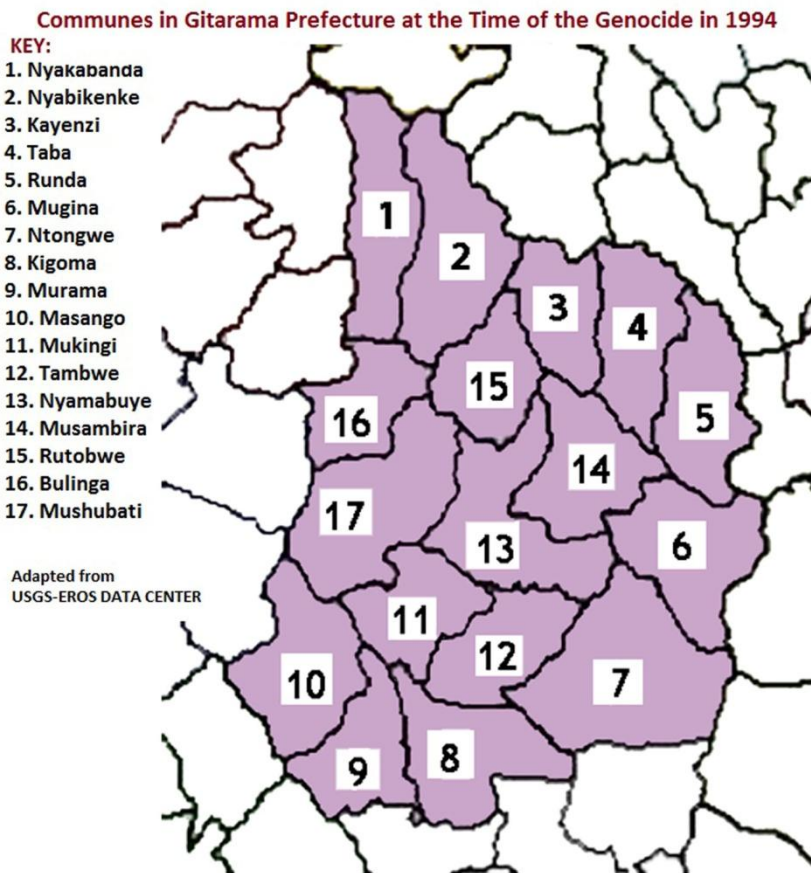 Communes in Gitarama Prefecture at the Time of the Genocide in 1994
KEY:
1. Nyakabanda
2. Nyabikenke
3. Kayenzi
4. Taba
5. Runda
6. Mugina
7. Ntongwe
8. Kigoma
9. Murama
10. Masango
11. Mukingi
12. Tambwe
13. Nyamabuye
14. Musambira
15. Rutobwe
16. Bulinga
17. Mushubati
Adapted from
USGS-EROS DATA CENTER
1
2
3
4
15
5
16
14
17
13
6
11
12
10
7
8
9